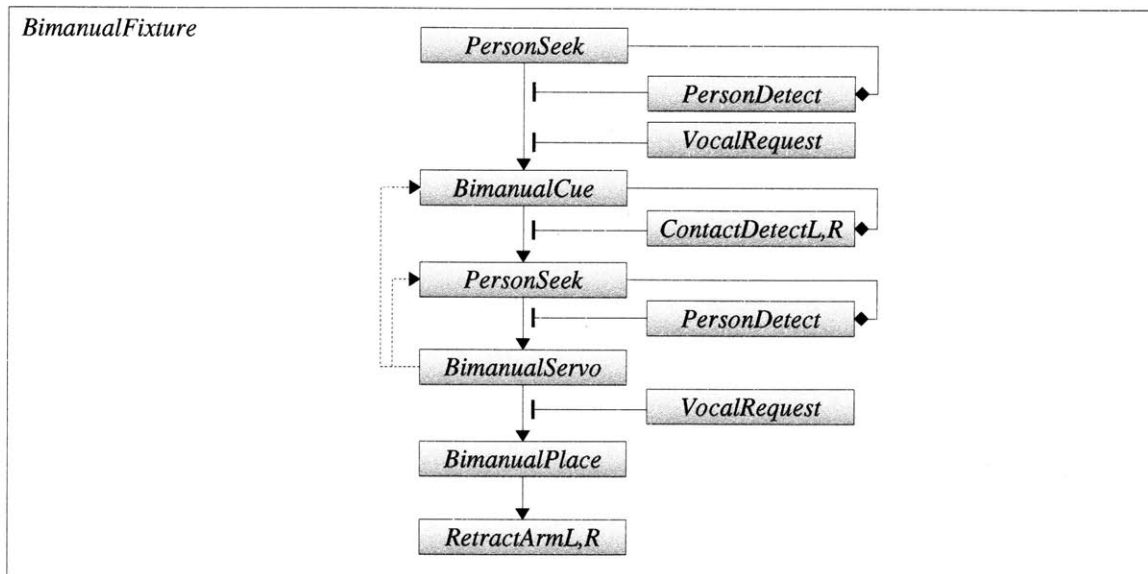 BimanualFixture
PersonSeek
PersonDetect
VocalRequest
BimanualCue
ContactDetectL,R
PersonSeek
PersonDetect
BimanualServo
VocalRequest
BimanualPlace
RetractArmL,R